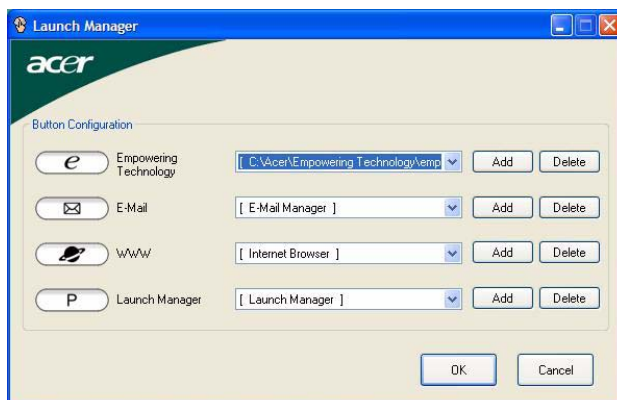 Launch Manager
acer
Button Configuration
e Empowering Technology [ C:\Acer\Empowering Technology\emp Add Delete
E-Mail [ E-Mail Manager ] Add Delete
WWW [ Internet Browser ] Add Delete
P Launch Manager [ Launch Manager ] Add Delete
OK Cancel